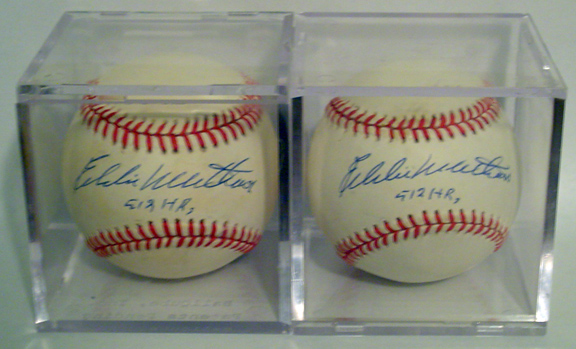 Eddie Mathews
512 HR,
Eddie Mathews
512 HR,